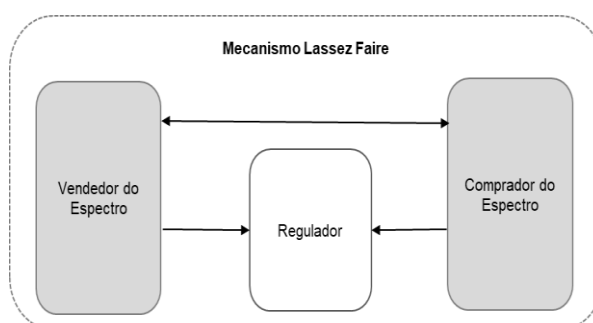 Mecanismo Lassez Faire
Vendedor do
Espectro
Regulador
Comprador do
Espectro